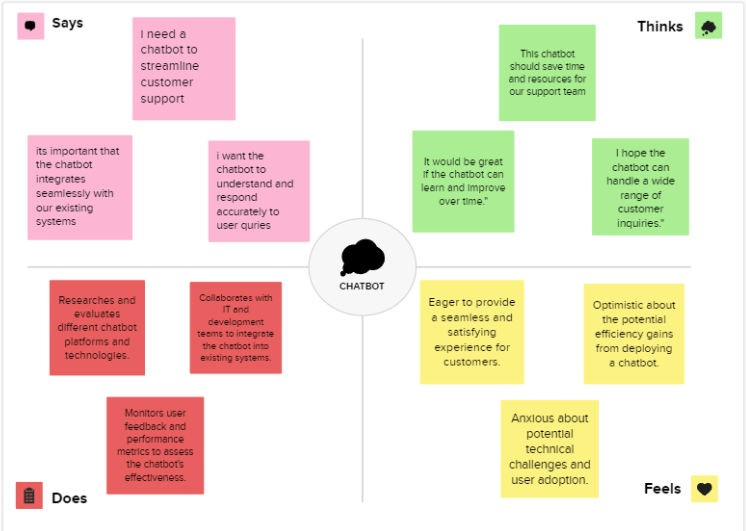 Says
I need a
chatbot to
streamline
customer
support
its important that
the chatbot
integrates
seamlessly with
our existing
systems
i want the
chatbot to
understand and
respond
accurately to
user quries
Thinks
This chatbot
should save time
and resources for
our support team
It would be great
if the chatbot can
learn and improve
over time."
I hope the
chatbot can
handle a wide
range of
customer
inquiries."
CHATBOT
Researches and
evaluates
different chatbot
platforms and
technologies.
Collaborates with
IT and
development
teams to integrate
the chatbot into
existing systems.
Monitors user
feedback and
performance
metrics to assess
the chatbot's
effectiveness.
Does
Eager to provide
a seamless and
satisfying
experience for
customers.
Optimistic about
the potential
efficiency gains
from deploying
a chatbot.
Anxious about
potential
technical
challenges and
user adoption.
Feels